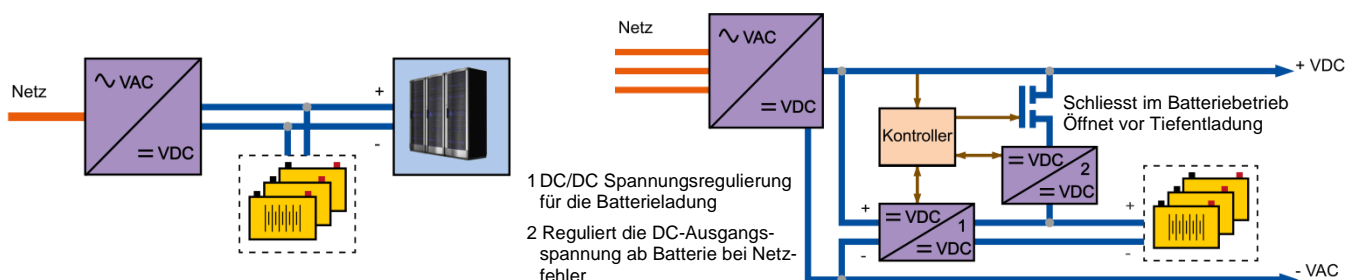 Netz
VAC
= VDC
+
-
Netz
VAC
= VDC
+ VDC
Schliesst im Batteriebetrieb
Öffnet vor Tiefentladung
Kontroller
= VDC
2
= VDC
1 DC/DC Spannungsregulierung
für die Batterieladung
2 Reguliert die DC-Ausgangs-
spannung ab Batterie bei Netz-
fehler
+
-
= VDC
1
= VDC
+
-
- VAC